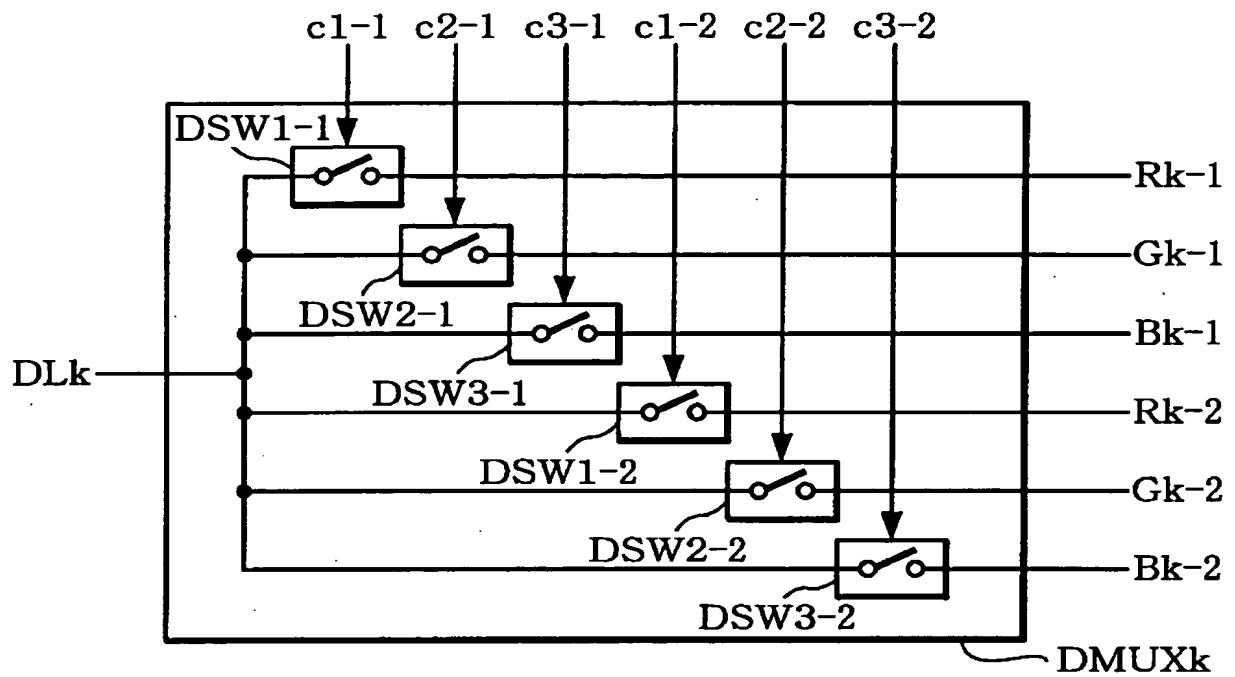 c1-1 c2-1 c3-1 c1-2 c2-2 c3-2
DSW1-1
Rk-1
Gk-1
DSW2-1
Bk-1
DLk
DSW3-1
Rk-2
DSW1-2
Gk-2
DSW2-2
Bk-2
DSW3-2
DMUXk